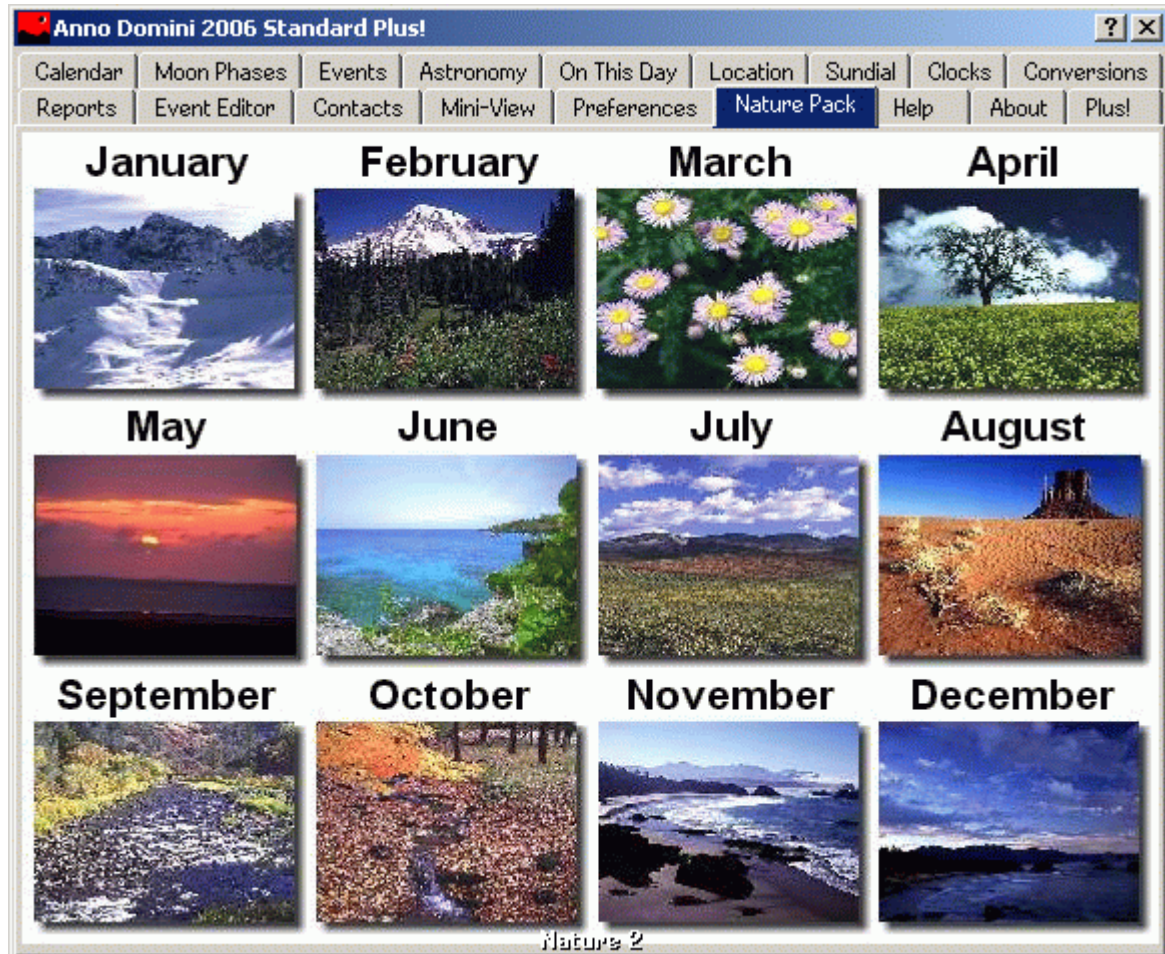 Anno Domini 2006 Standard Plus!
Calendar Moon Phases Events Astronomy On This Day Location Sundial Clocks Conversions
Reports Event Editor Contacts Mini-View Preferences Nature Pack Help About Plus!
January February March April
May June July August
September October November December
Nature 2